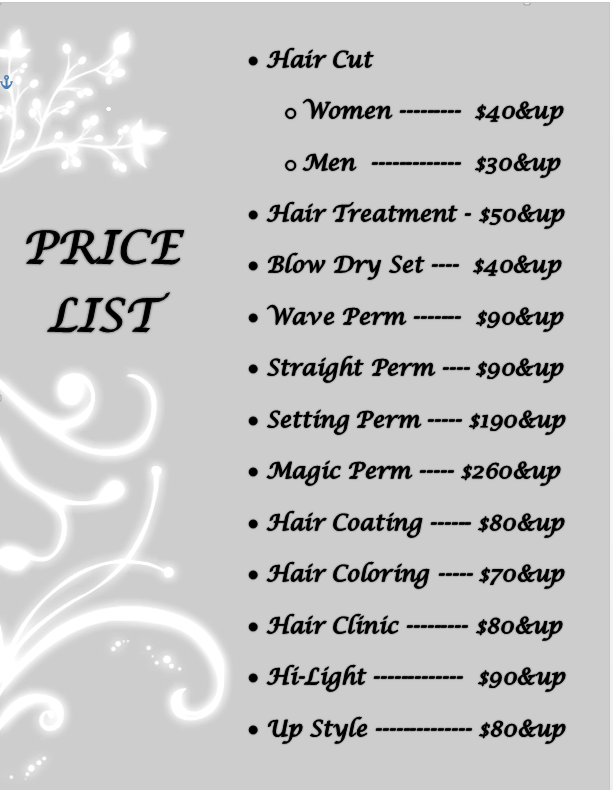 PRICE
LIST
• Hair Cut
o Women --------- $40&up
o Men ------------- $30&up
• Hair Treatment - $50&up
• Blow Dry Set ---- $40&up
• Wave Perm ------- $90&up
• Straight Perm ---- $90&up
• Setting Perm ----- $190&up
• Magic Perm ----- $260&up
• Hair Coating ------ $80&up
• Hair Coloring ----- $70&up
• Hair Clinic --------- $80&up
• Hi-Light ------------- $90&up
• Up Style -------------- $80&up